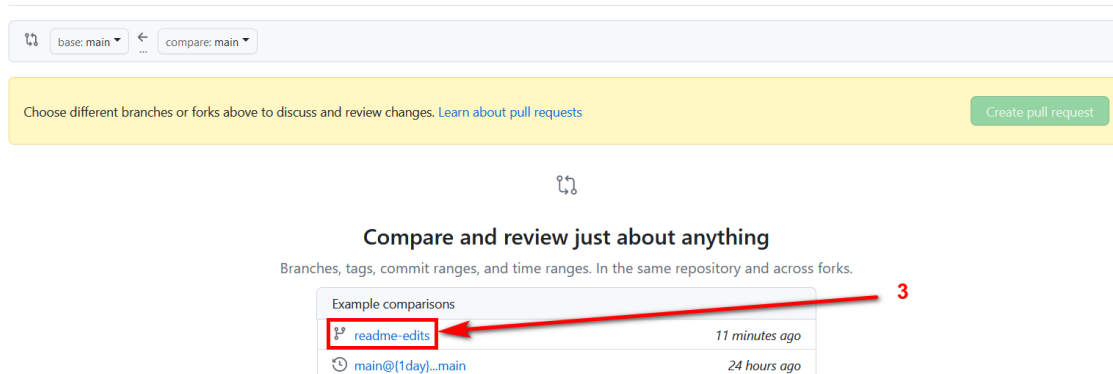 base: main compare: main
...
Choose different branches or forks above to discuss and review changes. Learn about pull requests Create pull request
Compare and review just about anything
Branches, tags, commit ranges, and time ranges. In the same repository and across forks.
Example comparisons
3
readme-edits 11 minutes ago
main@{1day}...main 24 hours ago